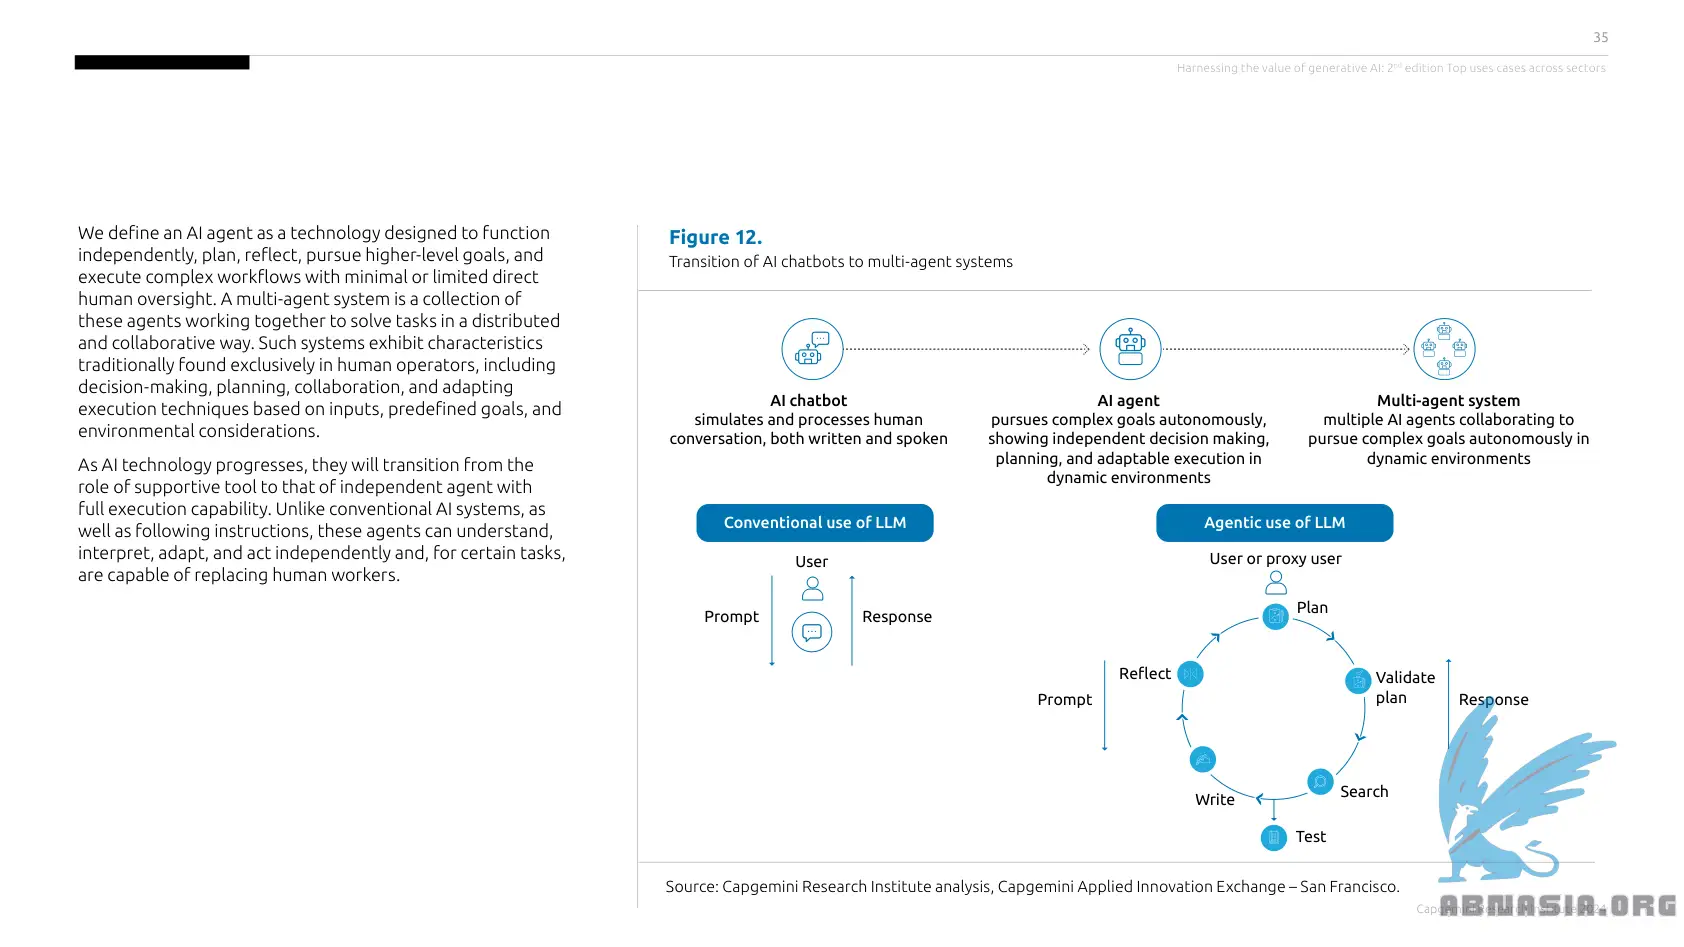 35
Harnessing the value of generative AI: 2nd edition Top uses cases across sectors
We define an AI agent as a technology designed to function
independently, plan, reflect, pursue higher-level goals, and
execute complex workflows with minimal or limited direct
human oversight. A multi-agent system is a collection of
these agents working together to solve tasks in a distributed
and collaborative way. Such systems exhibit characteristics
traditionally found exclusively in human operators, including
decision-making, planning, collaboration, and adapting
execution techniques based on inputs, predefined goals, and
environmental considerations.
As AI technology progresses, they will transition from the
role of supportive tool to that of independent agent with
full execution capability. Unlike conventional AI systems, as
well as following instructions, these agents can understand,
interpret, adapt, and act independently and, for certain tasks,
are capable of replacing human workers.
Figure 12.
Transition of AI chatbots to multi-agent systems
AI chatbot
simulates and processes human
conversation, both written and spoken
AI agent
pursues complex goals autonomously,
showing independent decision making,
planning, and adaptable execution in
dynamic environments
Multi-agent system
multiple AI agents collaborating to
pursue complex goals autonomously in
dynamic environments
Conventional use of LLM
User
Prompt
Response
Agentic use of LLM
User or proxy user
Plan
Validate
plan
Search
Test
Write
Reflect
Prompt
Response
Source: Capgemini Research Institute analysis, Capgemini Applied Innovation Exchange – San Francisco.
Capgemini Research Institute 2024
ABNASIA.ORG